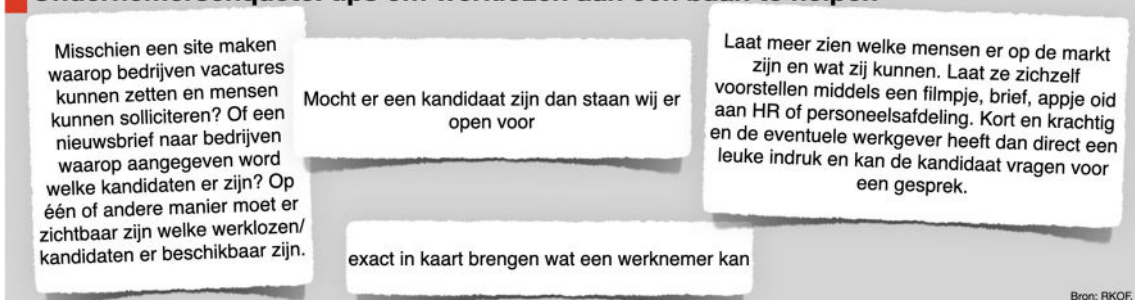 Misschien een site maken
waarop bedrijven vacatures
kunnen zetten en mensen
kunnen solliciteren? Of een
nieuwsbrief naar bedrijven
waarop aangegeven word
welke kandidaten er zijn? Op
één of andere manier moet er
zichtbaar zijn welke werklozen/
kandidaten er beschikbaar zijn.
Mocht er een kandidaat zijn dan staan wij er
open voor
Laat meer zien welke mensen er op de markt
zijn en wat zij kunnen. Laat ze zichzelf
voorstellen middels een filmpje, brief, appje oid
aan HR of personeelsafdeling. Kort en krachtig
en de eventuele werkgever heeft dan direct een
leuke indruk en kan de kandidaat vragen voor
een gesprek.
exact in kaart brengen wat een werknemer kan
Bron: RKOF,